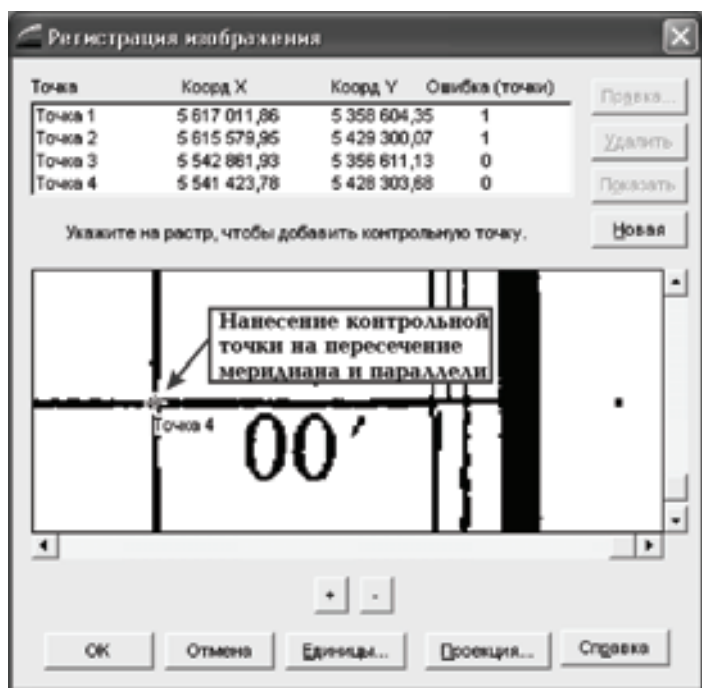 Регистрация изображения
Точка Коорд X Коорд Y Ошибка (точки)
Точка 1 5 617 011,86 5 358 604,35 1
Точка 2 5 615 579,95 5 429 300,07 1
Точка 3 5 542 861,93 5 356 611,13 0
Точка 4 5 541 423,78 5 428 303,68 0
Правка...
Удалить
Показать
Новая
Укажите на растр, чтобы добавить контрольную точку.
Нанесение контрольной
точки на пересечение
меридиана и параллели
Точка 4
00′
+ -
ОК Отмена Единицы... Проекция... Справка